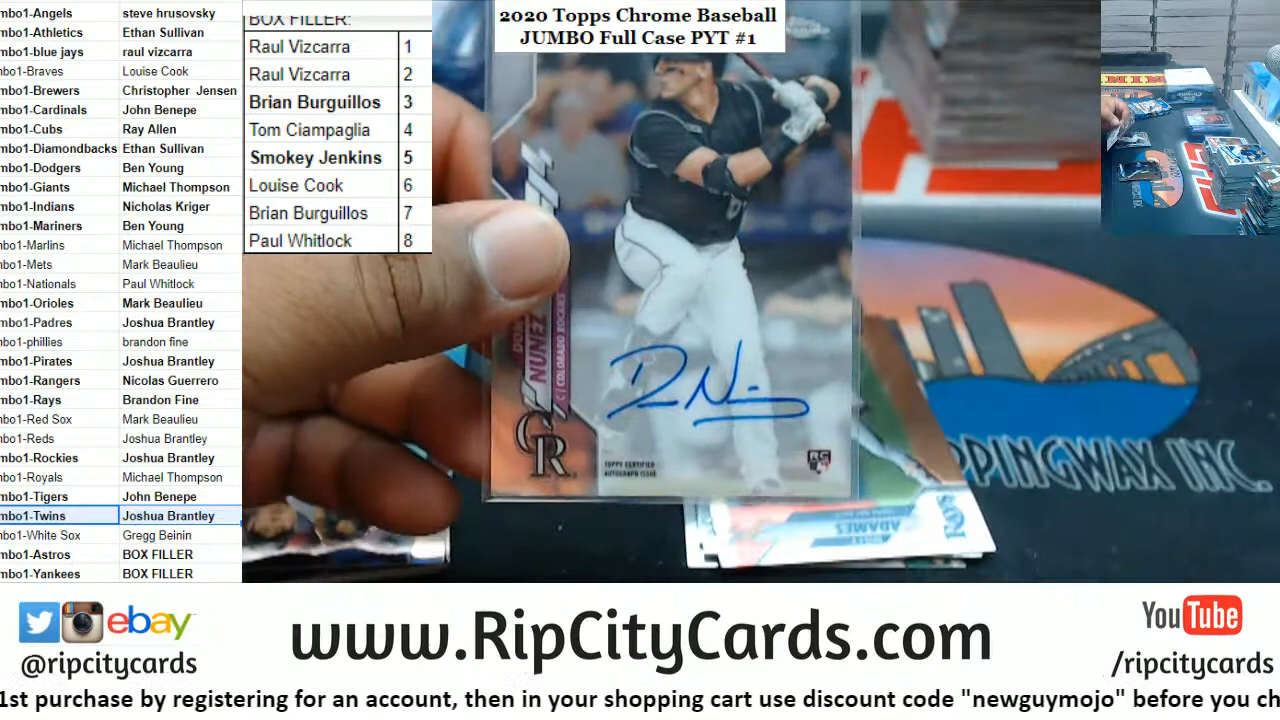 mbo1-Angels steve hrusovsky
mbo1-Athletics Ethan Sullivan
mbo1-blue jays raul vizcarra
mbo1-Braves Louise Cook
mbo1-Brewers Christopher Jensen
mbo1-Cardinals John Benepe
mbo1-Cubs Ray Allen
mbo1-Diamondbacks Ethan Sullivan
mbo1-Dodgers Ben Young
mbo1-Giants Michael Thompson
mbo1-Indians Nicholas Kriger
mbo1-Mariners Ben Young
mbo1-Marlins Michael Thompson
mbo1-Mets Mark Beaulieu
mbo1-Nationals Paul Whitlock
mbo1-Orioles Mark Beaulieu
mbo1-Padres Joshua Brantley
mbo1-phillies brandon fine
mbo1-Pirates Joshua Brantley
mbo1-Rangers Nicolas Guerrero
mbo1-Rays Brandon Fine
mbo1-Red Sox Mark Beaulieu
mbo1-Reds Joshua Brantley
mbo1-Rockies Joshua Brantley
mbo1-Royals Michael Thompson
mbo1-Tigers John Benepe
mbo1-Twins Joshua Brantley
mbo1-White Sox Gregg Beinin
mbo1-Astros BOX FILLER
mbo1-Yankees BOX FILLER
BOX FILLER:
Raul Vizcarra 1
Raul Vizcarra 2
Brian Burguillos 3
Tom Ciampaglia 4
Smokey Jenkins 5
Louise Cook 6
Brian Burguillos 7
Paul Whitlock 8
2020 Topps Chrome Baseball
JUMBO Full Case PYT #1
NUNEZ
C | COLORADO ROCKIES
CR
TOPPS CERTIFIED
AUTOGRAPH ISSUE
RC
ADAMES
RAYS
PPINGWAX INC.
ebay
@ripcitycards
www.RipCityCards.com
YouTube
/ripcitycards
1st purchase by registering for an account, then in your shopping cart use discount code "newguymojo" before you ch